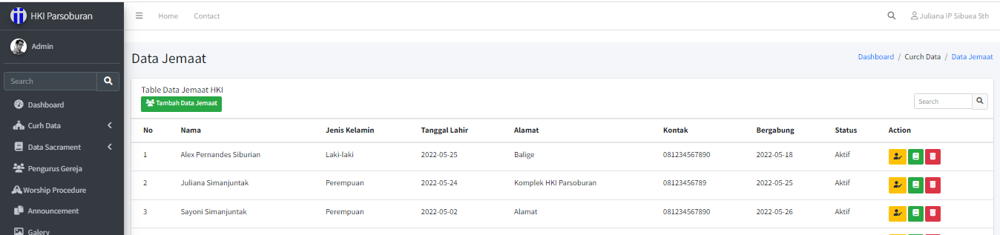 HKI Parsoburan
Home Contact
Juliana IP Sibuea Sth
Admin
Search
Dashboard
Curh Data
Data Sacrament
Pengurus Gereja
Worship Procedure
Announcement
Galery
Data Jemaat
Dashboard / Curch Data / Data Jemaat
Table Data Jemaat HKI
Tambah Data Jemaat
Search
No Nama Jenis Kelamin Tanggal Lahir Alamat Kontak Bergabung Status Action
1 Alex Pernandes Siburian Laki-laki 2022-05-25 Balige 081234567890 2022-05-18 Aktif
2 Juliana Simanjuntak Perempuan 2022-05-24 Komplek HKI Parsoburan 08123456789 2022-05-25 Aktif
3 Sayoni Simanjuntak Perempuan 2022-05-02 Alamat 081234567890 2022-05-26 Aktif